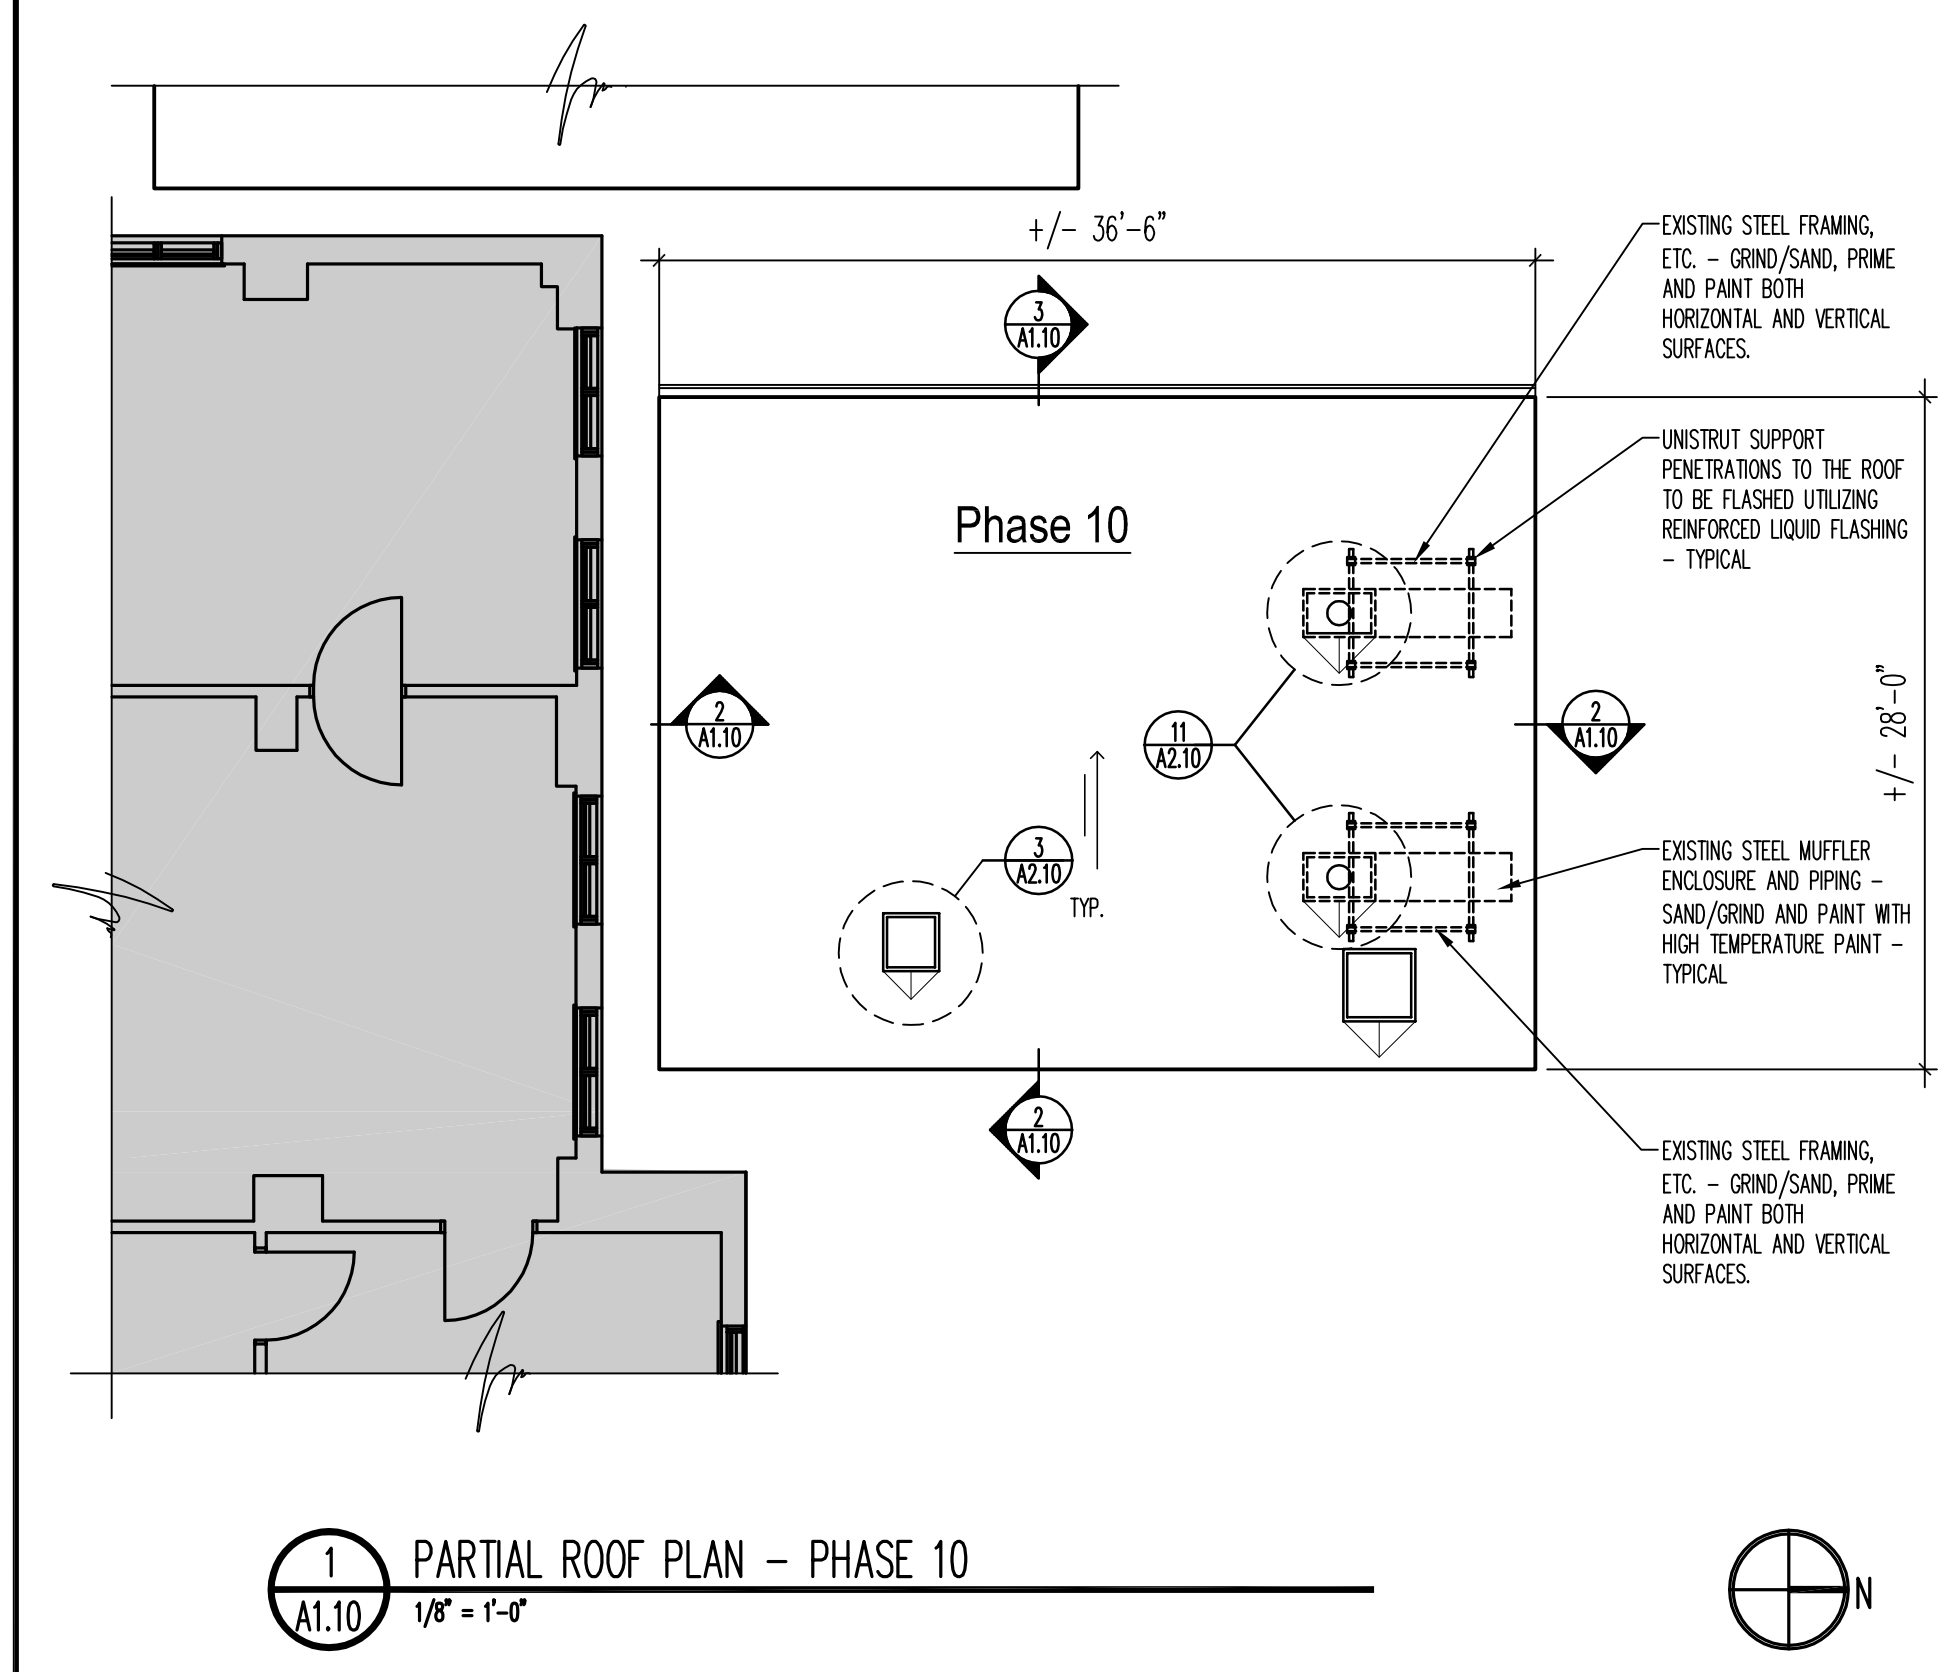 +/- 36'-6"
3
A1.10
EXISTING STEEL FRAMING,
ETC. - GRIND/SAND, PRIME
AND PAINT BOTH
HORIZONTAL AND VERTICAL
SURFACES.
UNISTRUT SUPPORT
PENETRATIONS TO THE ROOF
TO BE FLASHED UTILIZING
REINFORCED LIQUID FLASHING
- TYPICAL
Phase 10
2
A1.10
11
A2.10
2
A1.10
+/- 28'-0"
3
A2.10
TYP.
EXISTING STEEL MUFFLER
ENCLOSURE AND PIPING -
SAND/GRIND AND PAINT WITH
HIGH TEMPERATURE PAINT -
TYPICAL
2
A1.10
EXISTING STEEL FRAMING,
ETC. - GRIND/SAND, PRIME
AND PAINT BOTH
HORIZONTAL AND VERTICAL
SURFACES.
1
A1.10
PARTIAL ROOF PLAN - PHASE 10
1/8" = 1'-0"
N